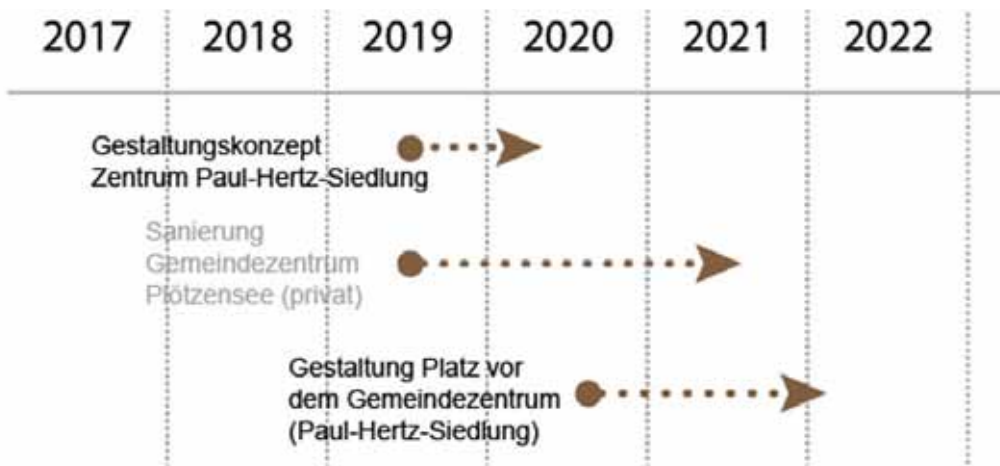 2017 2018 2019 2020 2021 2022
Gestaltungskonzept
Zentrum Paul-Hertz-Siedlung
Sanierung
Gemeindezentrum
Plötzensee (privat)
Gestaltung Platz vor
dem Gemeindezentrum
(Paul-Hertz-Siedlung)